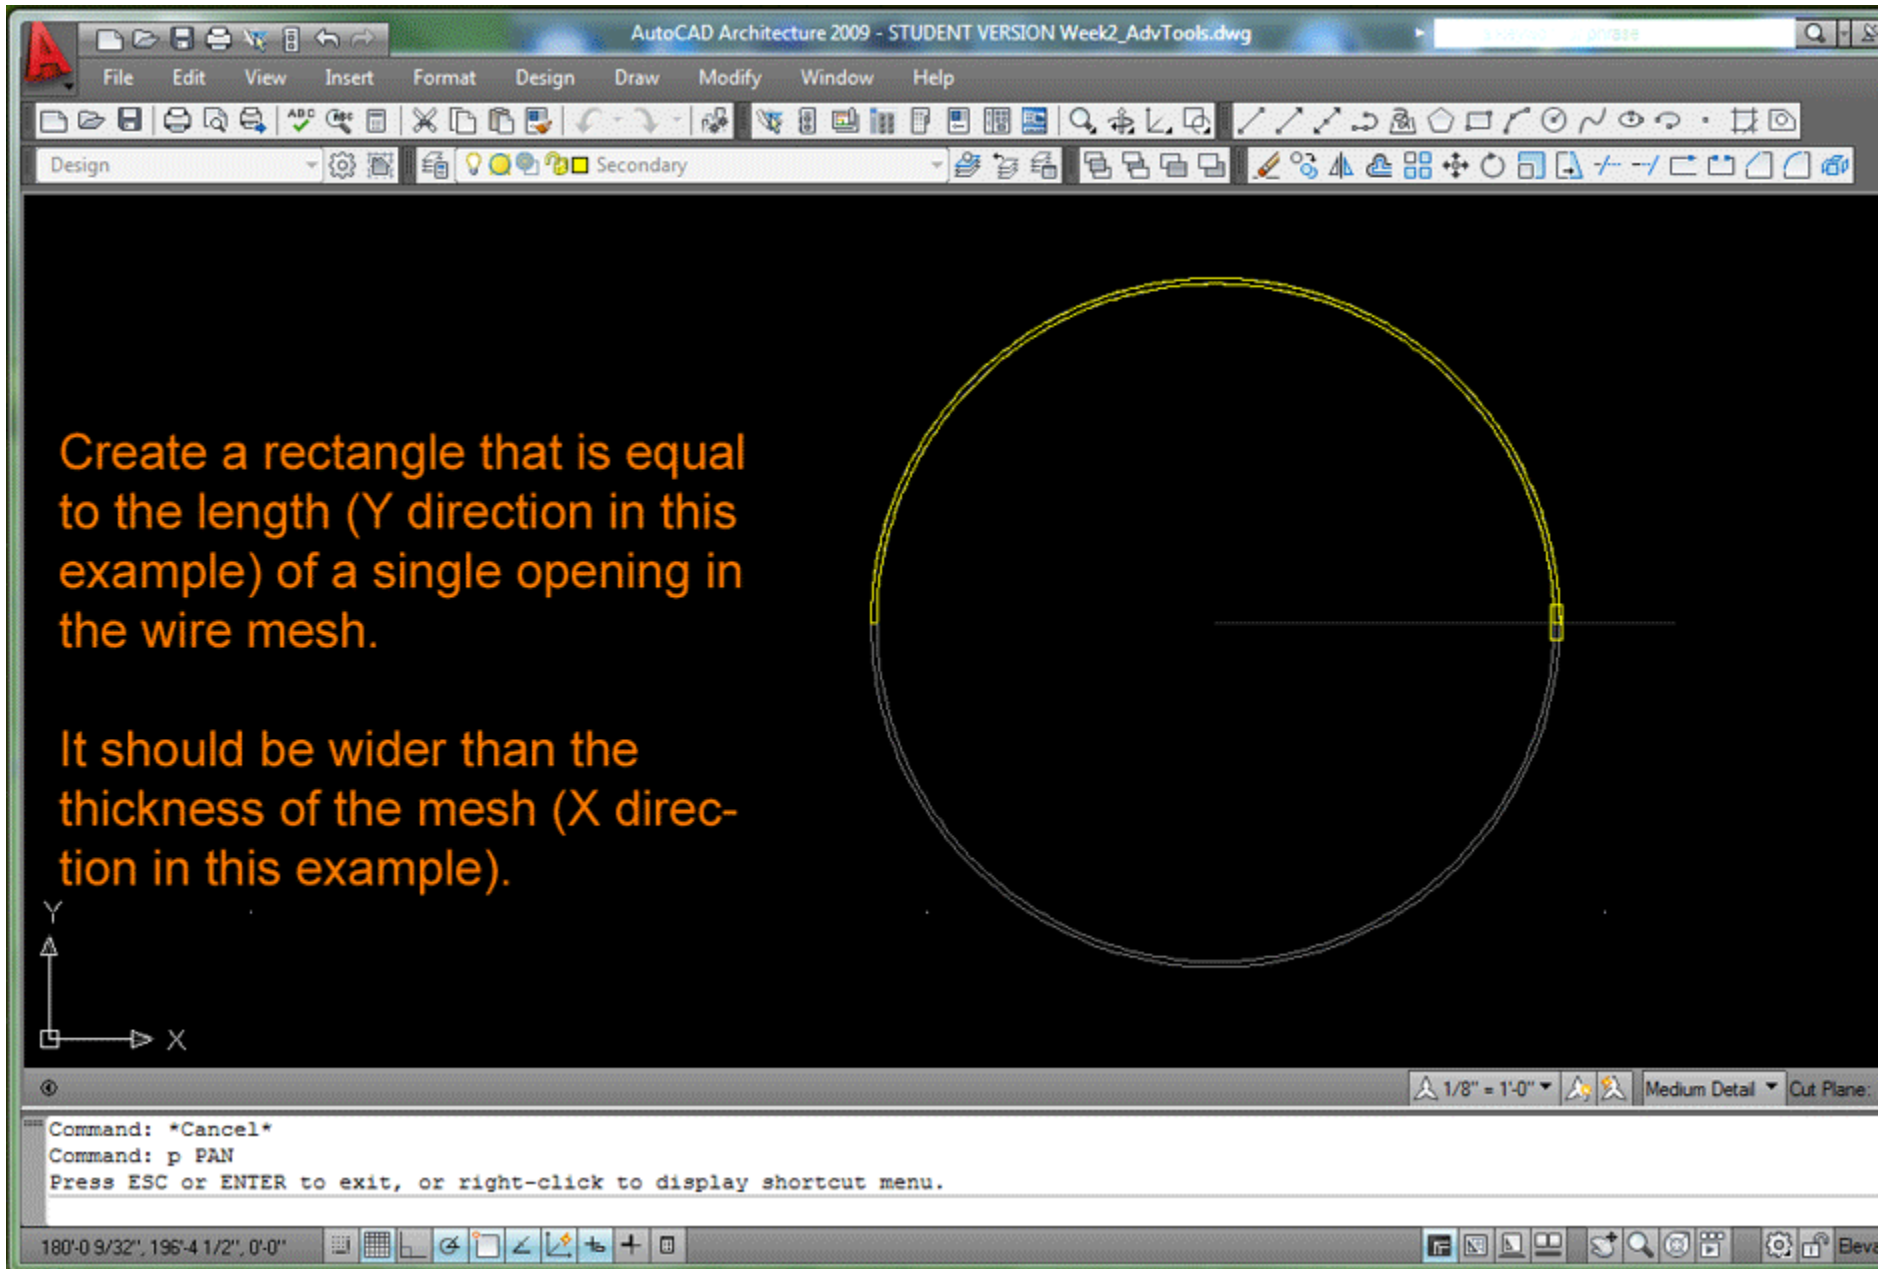 AutoCAD Architecture 2009 - STUDENT VERSION Week2_AdvTools.dwg
File Edit View Insert Format Design Draw Modify Window Help
Design
Secondary
Create a rectangle that is equal
to the length (Y direction in this
example) of a single opening in
the wire mesh.
It should be wider than the
thickness of the mesh (X direc-
tion in this example).
Y
X
1/8" = 1'-0"
Medium Detail
Cut Plane:
Command: *Cancel*
Command: p PAN
Press ESC or ENTER to exit, or right-click to display shortcut menu.
180'-0 9/32", 196'-4 1/2", 0'-0"
Eleva